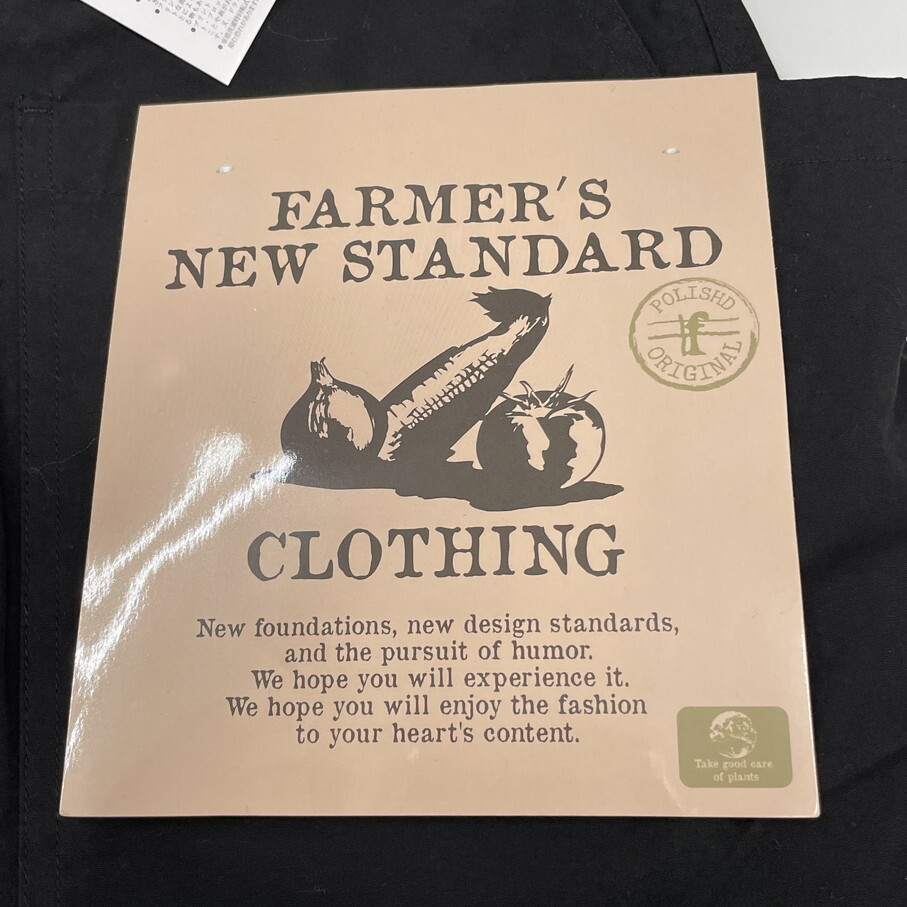 FARMER'S
NEW STANDARD
POLISHD
f
ORIGINAL
CLOTHING
New foundations, new design standards,
and the pursuit of humor.
We hope you will experience it.
We hope you will enjoy the fashion
to your heart's content.
Take good care
of plants